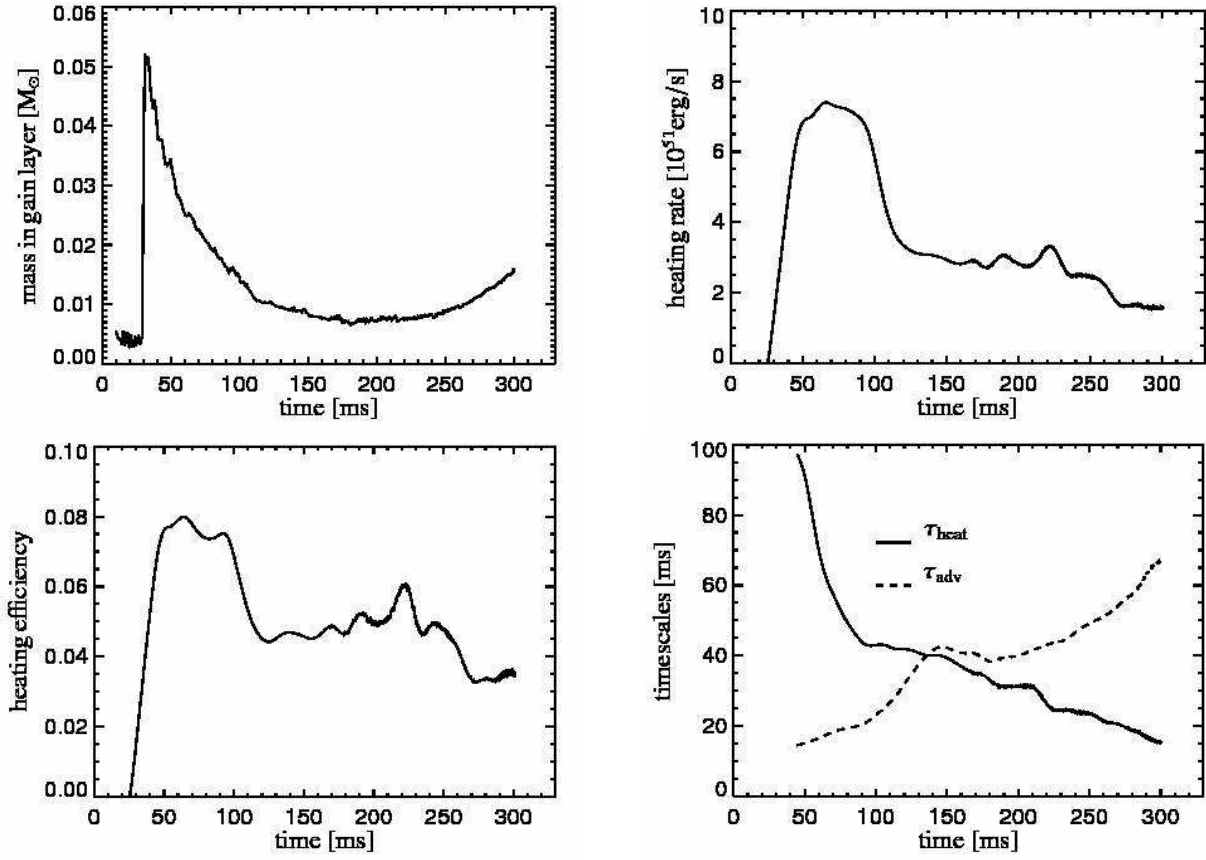 mass in gain layer [M⊙]
0.06
0.05
0.04
0.03
0.02
0.01
0.00
0 50 100 150 200 250 300
time [ms]
heating rate [10^51 erg/s]
10
8
6
4
2
0
0 50 100 150 200 250 300
time [ms]
heating efficiency
0.10
0.08
0.06
0.04
0.02
0.00
0 50 100 150 200 250 300
time [ms]
timescales [ms]
100
80
60
40
20
0
τheat
τadv
0 50 100 150 200 250 300
time [ms]